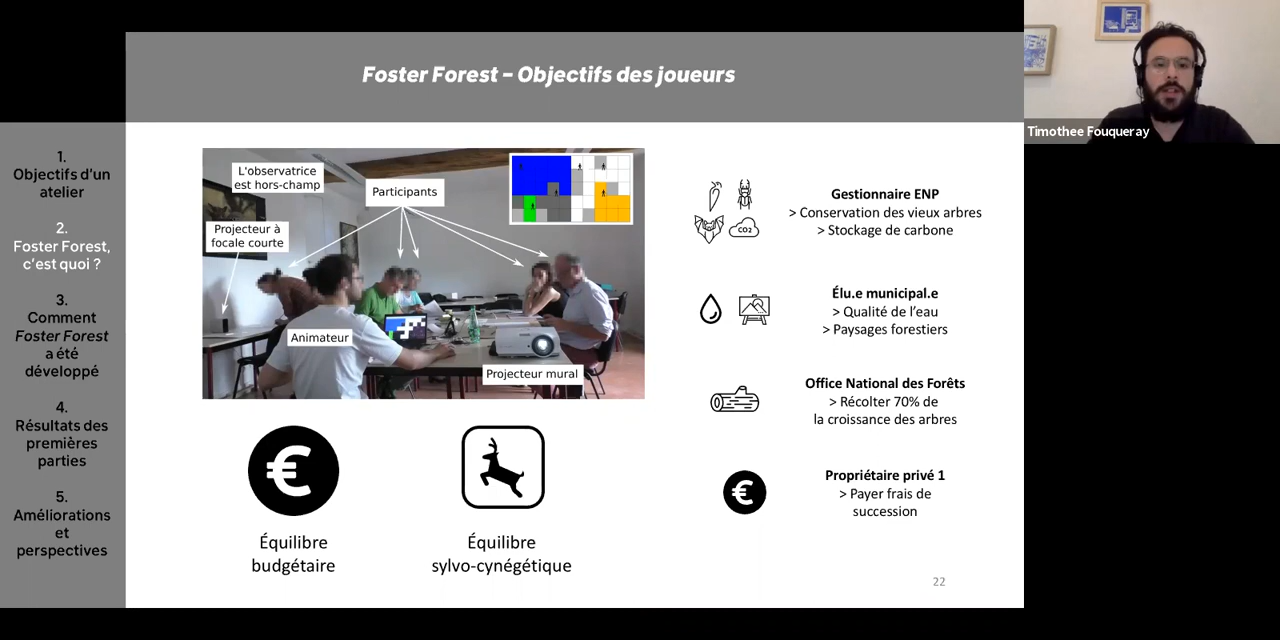 Foster Forest – Objectifs des joueurs
1.
Objectifs d'un
atelier
2.
Foster Forest,
c'est quoi ?
3.
Comment
Foster Forest
a été
développé
4.
Résultats des
premières
parties
5.
Améliorations
et
perspectives
L'observatrice
est hors-champ
Participants
Projecteur à
focale courte
Animateur
Projecteur mural
€
Équilibre
budgétaire
Équilibre
sylvo-cynégétique
CO2
Gestionnaire ENP
> Conservation des vieux arbres
> Stockage de carbone
Élu.e municipal.e
> Qualité de l’eau
> Paysages forestiers
Office National des Forêts
> Récolter 70% de
la croissance des arbres
€
Propriétaire privé 1
> Payer frais de
succession
22
Timothee Fouqueray